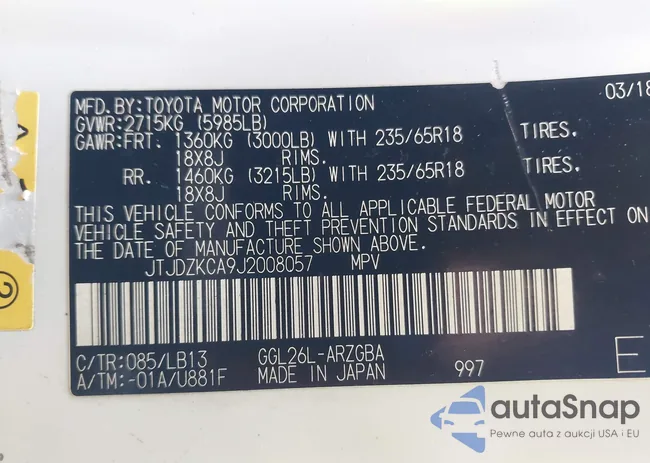 MFD.BY:TOYOTA MOTOR CORPORATION 03/18
GVWR:2715KG (5985LB)
GAWR:FRT. 1360KG (3000LB) WITH 235/65R18 TIRES.
18X8J RIMS.
RR. 1460KG (3215LB) WITH 235/65R18 TIRES.
18X8J RIMS.
THIS VEHICLE CONFORMS TO ALL APPLICABLE FEDERAL MOTOR
VEHICLE SAFETY AND THEFT PREVENTION STANDARDS IN EFFECT ON
THE DATE OF MANUFACTURE SHOWN ABOVE.
JTJDZKCA9J2008057 MPV
2
C/TR:085/LB13 GGL26L-ARZGBA
A/TM:-01A/U881F MADE IN JAPAN 997 E
autaSnap
Pewne auta z aukcji USA i EU